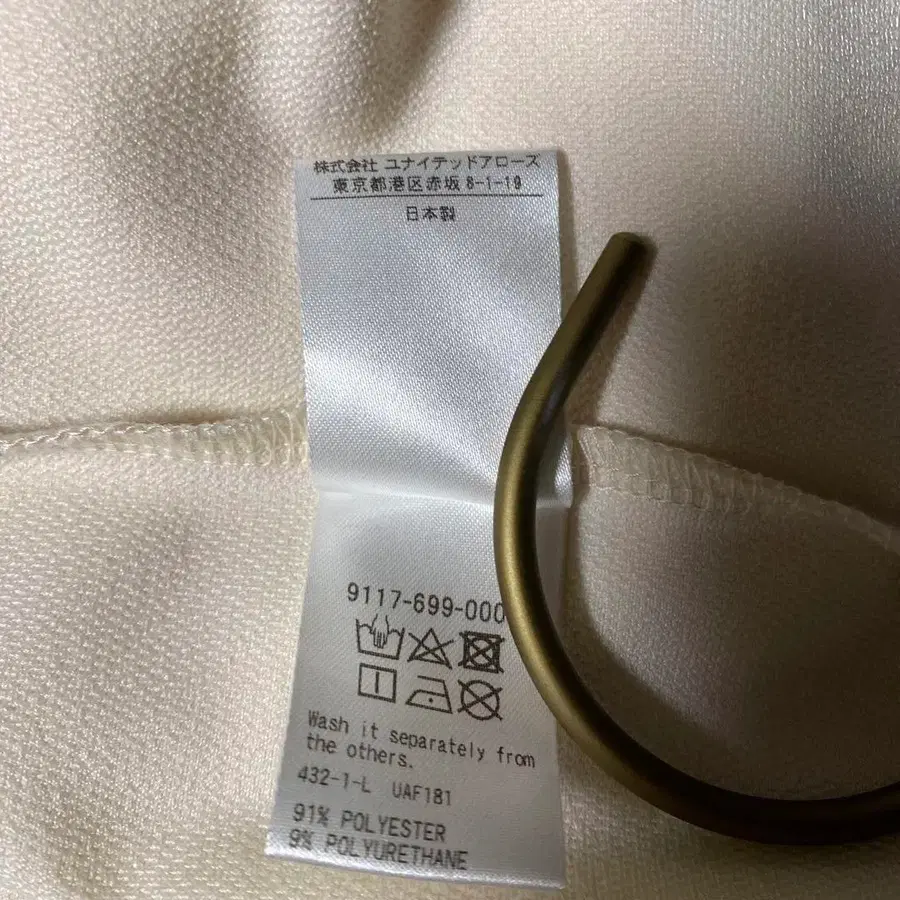 株式会社 ユナイテッドアローズ
東京都港区赤坂8-1-19
日本製
9117-699-000
Wash it separately from
the others.
432-1-L UAF181
91% POLYESTER
9% POLYURETHANE